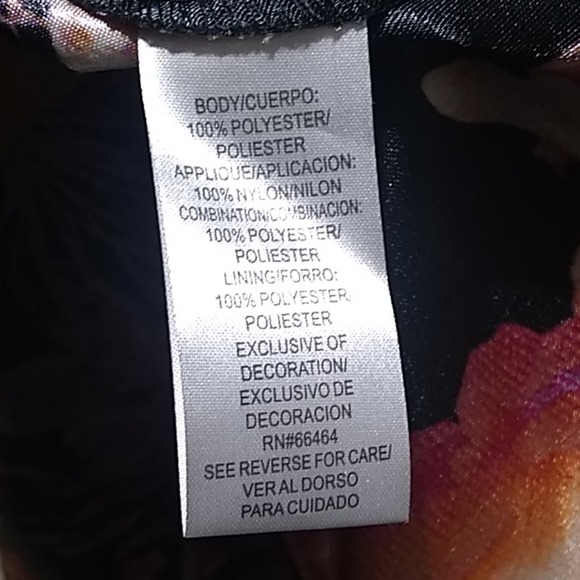 BODY/CUERPO:
100% POLYESTER/
POLIESTER
APPLIQUE/APLICACION:
100% NYLON/NILON
COMBINATION/COMBINACION:
100% POLYESTER/
POLIESTER
LINING/FORRO:
100% POLYESTER/
POLIESTER
EXCLUSIVE OF
DECORATION/
EXCLUSIVO DE
DECORACION
RN#66464
SEE REVERSE FOR CARE/
VER AL DORSO
PARA CUIDADO